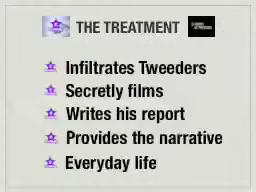 THE TREATMENT
Infiltrates Tweeders
Secretly films
Writes his report
Provides the narrative
Everyday life